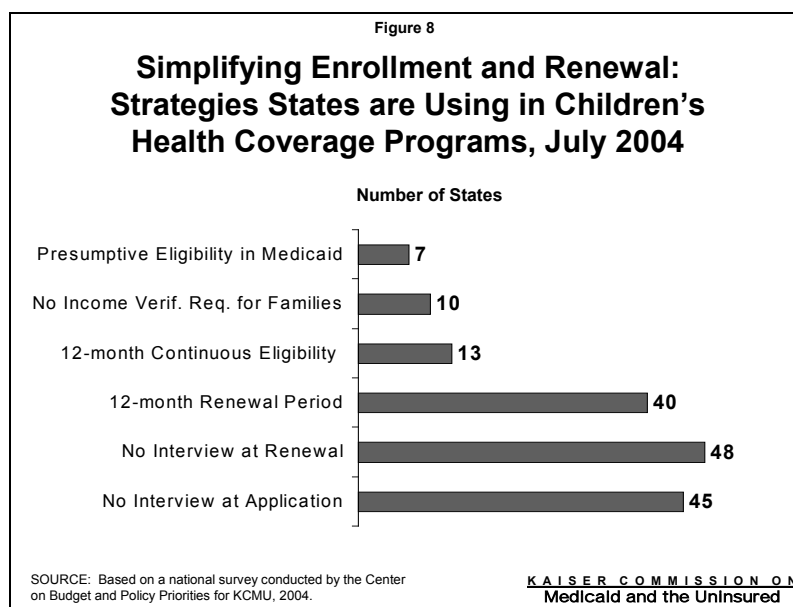 Figure 8
Simplifying Enrollment and Renewal:
Strategies States are Using in Children's
Health Coverage Programs, July 2004
Number of States
Presumptive Eligibility in Medicaid 7
No Income Verif. Req. for Families 10
12-month Continuous Eligibility 13
12-month Renewal Period 40
No Interview at Renewal 48
No Interview at Application 45
SOURCE: Based on a national survey conducted by the Center
on Budget and Policy Priorities for KCMU, 2004.
KAISER COMMISSION ON
Medicaid and the Uninsured